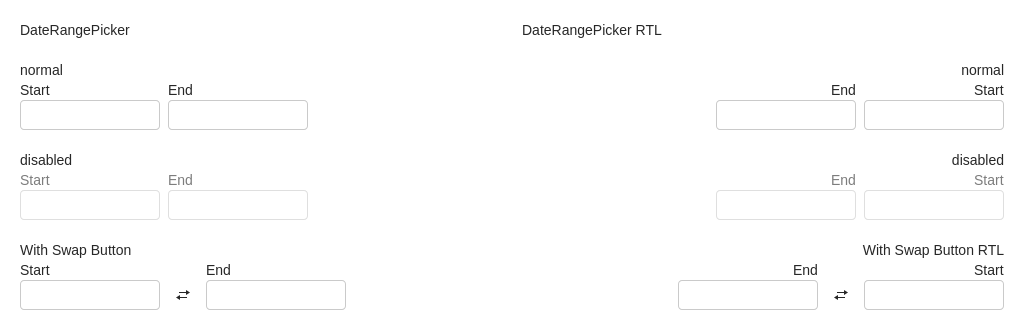 DateRangePicker
normal
Start End
disabled
Start End
With Swap Button
Start End
DateRangePicker RTL
normal
End Start
disabled
End Start
With Swap Button RTL
End Start